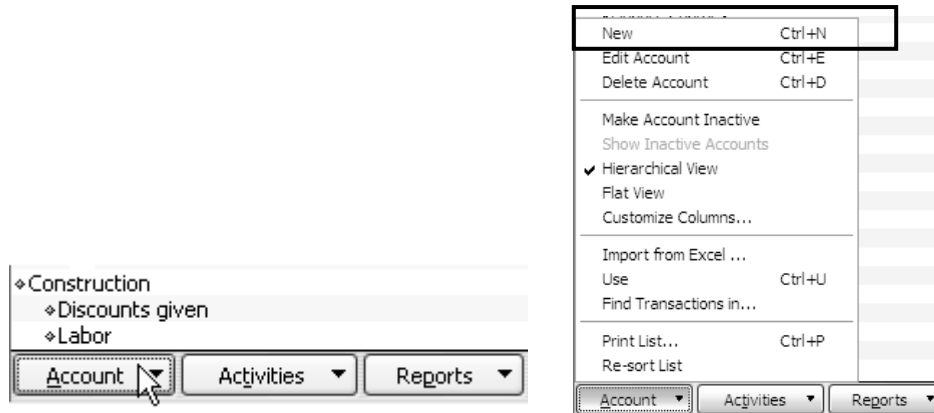 ◆Construction
◆Discounts given
◆Labor
Account Activities Reports
New Ctrl+N
Edit Account Ctrl+E
Delete Account Ctrl+D
Make Account Inactive
Show Inactive Accounts
✔ Hierarchical View
Flat View
Customize Columns...
Import from Excel ...
Use Ctrl+U
Find Transactions in...
Print List... Ctrl+P
Re-sort List
Account Activities Reports